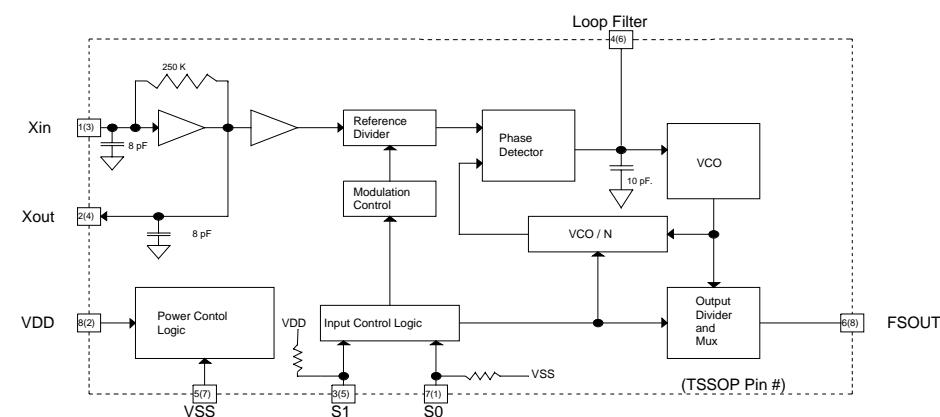 Loop Filter
4(6)
250 K
Xin
1(3)
8 pF
Reference
Divider
Phase
Detector
VCO
10 pF.
Modulation
Control
Xout
2(4)
8 pF
VCO / N
VDD
8(2)
Power Contol
Logic
VDD
Input Control Logic
Output
Divider
and
Mux
6(8)
FSOUT
VSS
(TSSOP Pin #)
5(7)
3(5)
7(1)
VSS
S1
S0